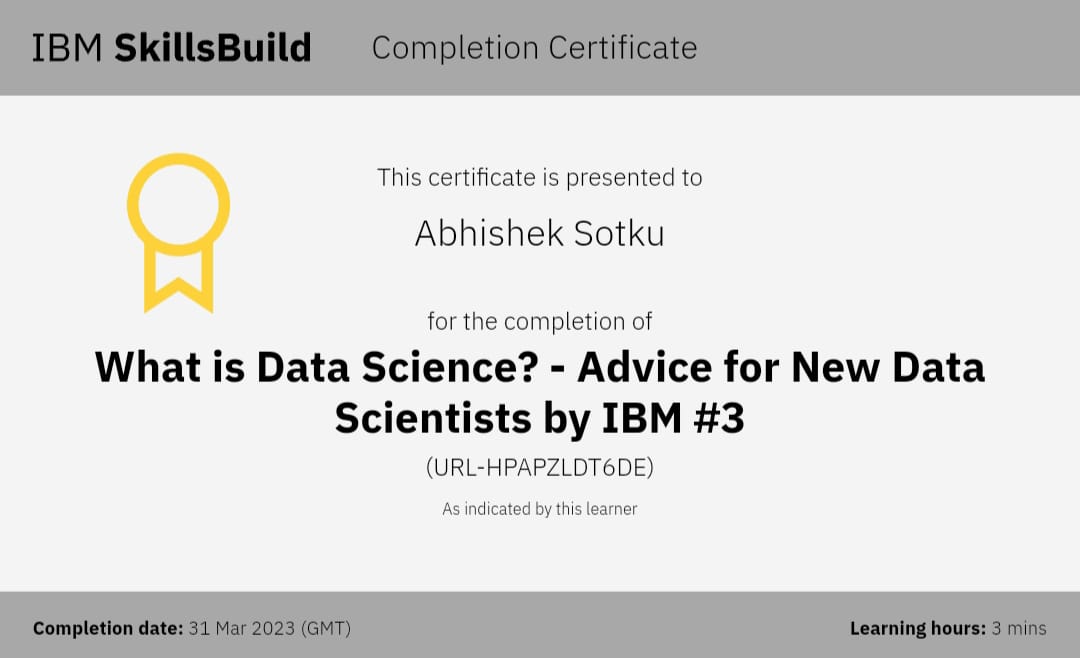 IBM SkillsBuild Completion Certificate
This certificate is presented to
Abhishek Sotku
for the completion of
What is Data Science? - Advice for New Data
Scientists by IBM #3
(URL-HPAPZLDT6DE)
As indicated by this learner
Completion date: 31 Mar 2023 (GMT) Learning hours: 3 mins